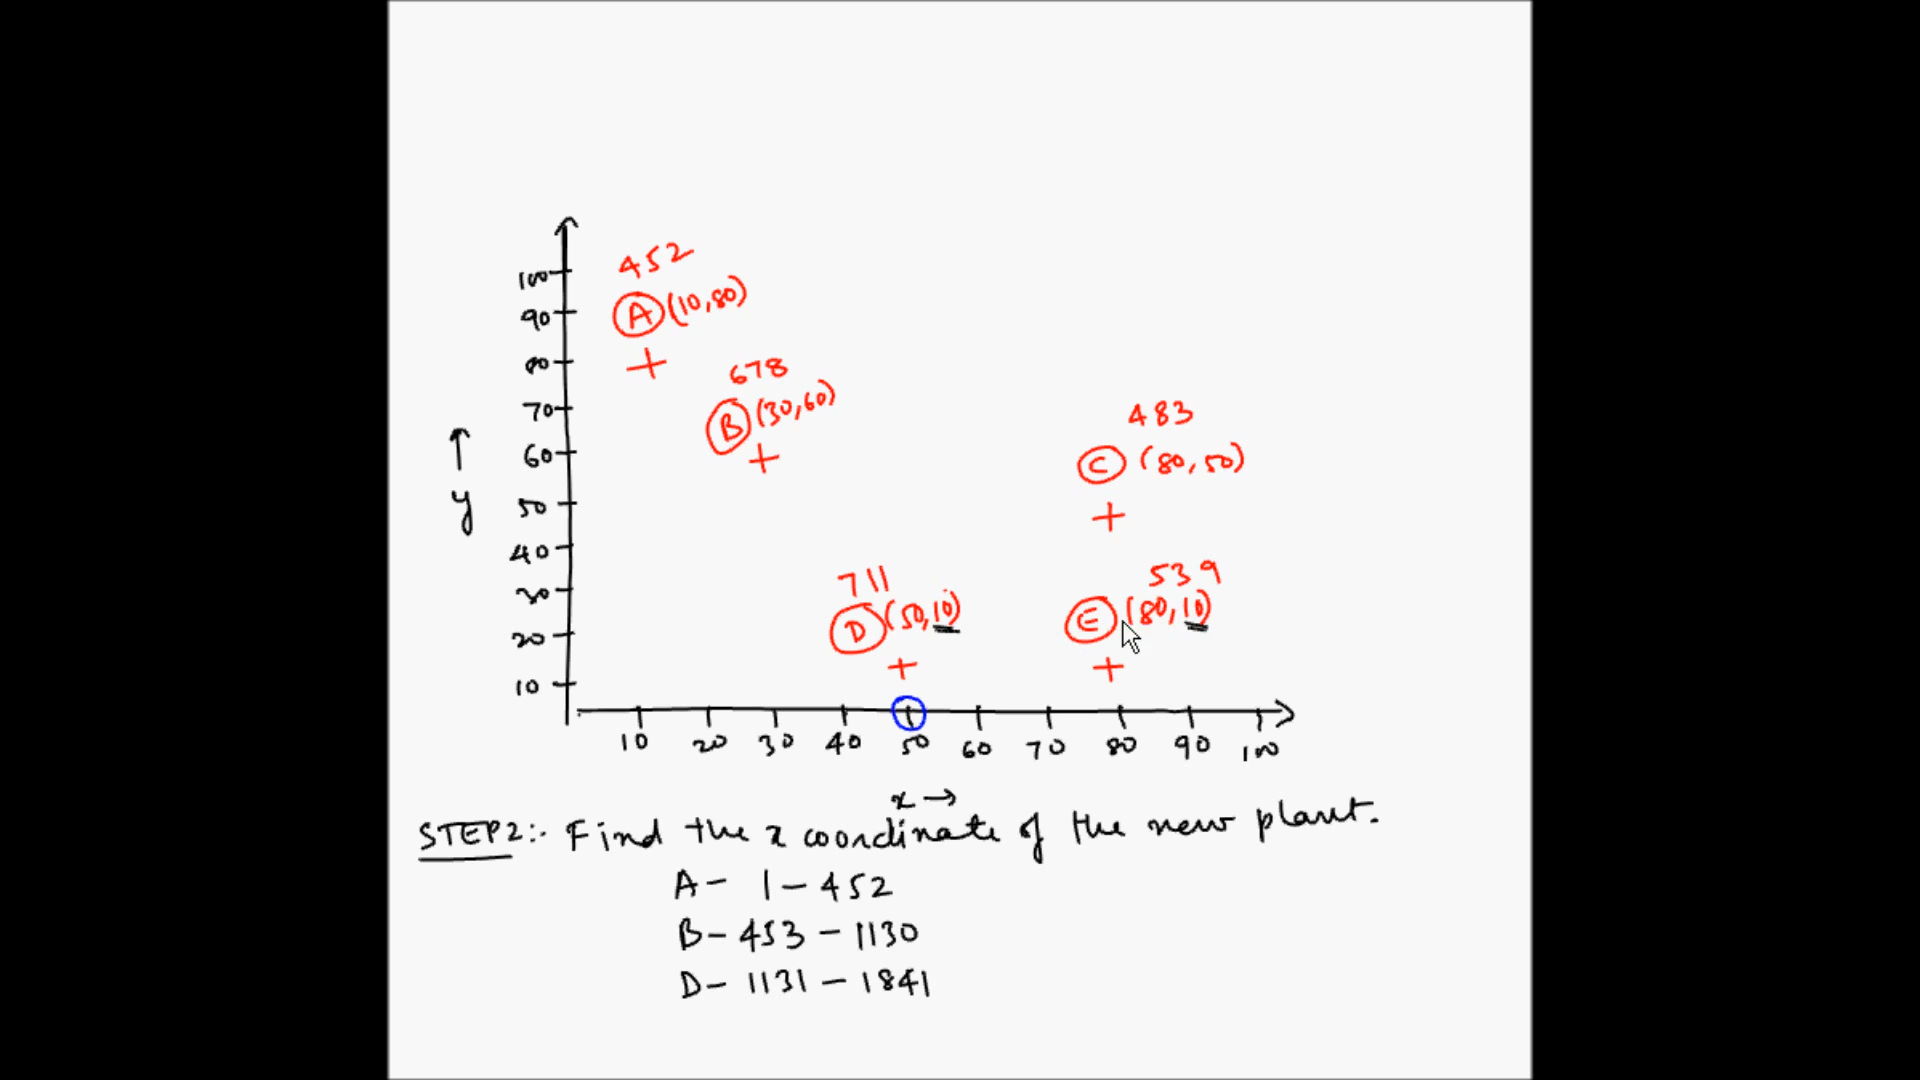 452
100
A (10,80)
90
80
678
70
B (30,60)
483
60
C (80,50)
y
50
40
711
539
30
D (50,10)
E (80,10)
20
10
10 20 30 40 50 60 70 80 90 100
x →
STEP2:- Find the x coordinate of the new plant.
A - 1 - 452
B - 453 - 1130
D - 1131 - 1841